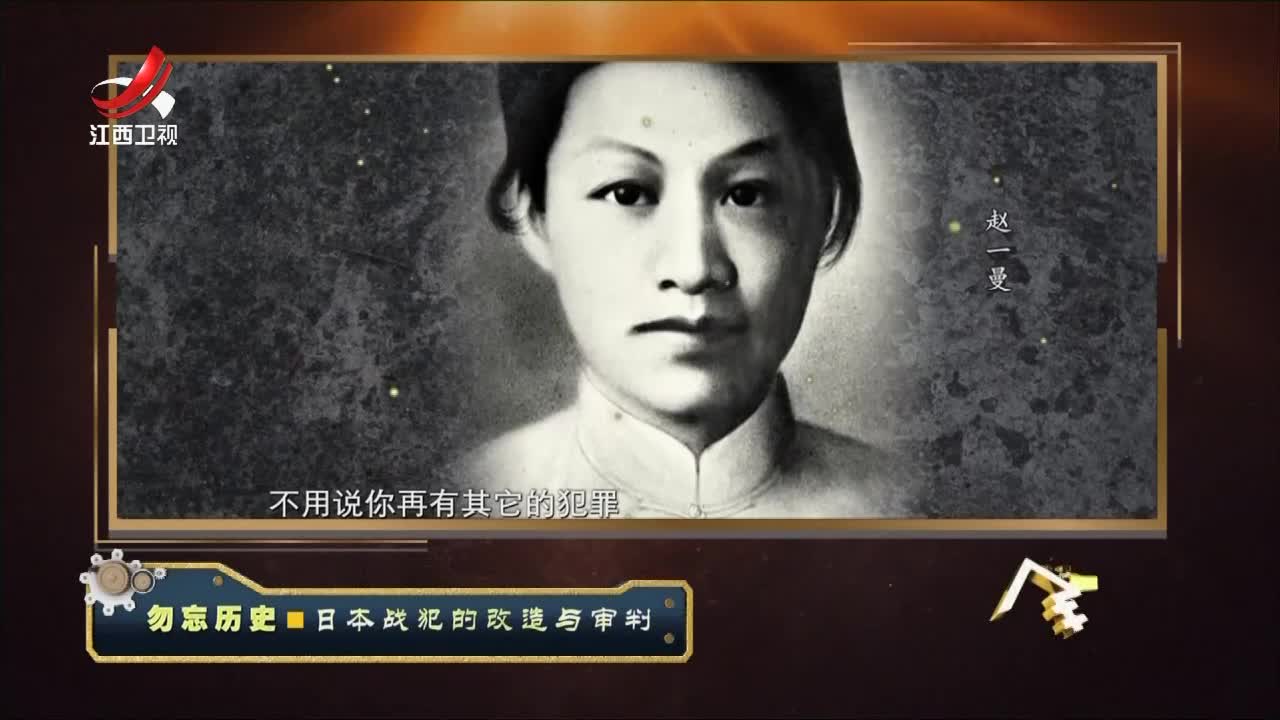 江西卫视
赵一曼
不用说你再有其它的犯罪
勿忘历史■日本战犯的改造与审判